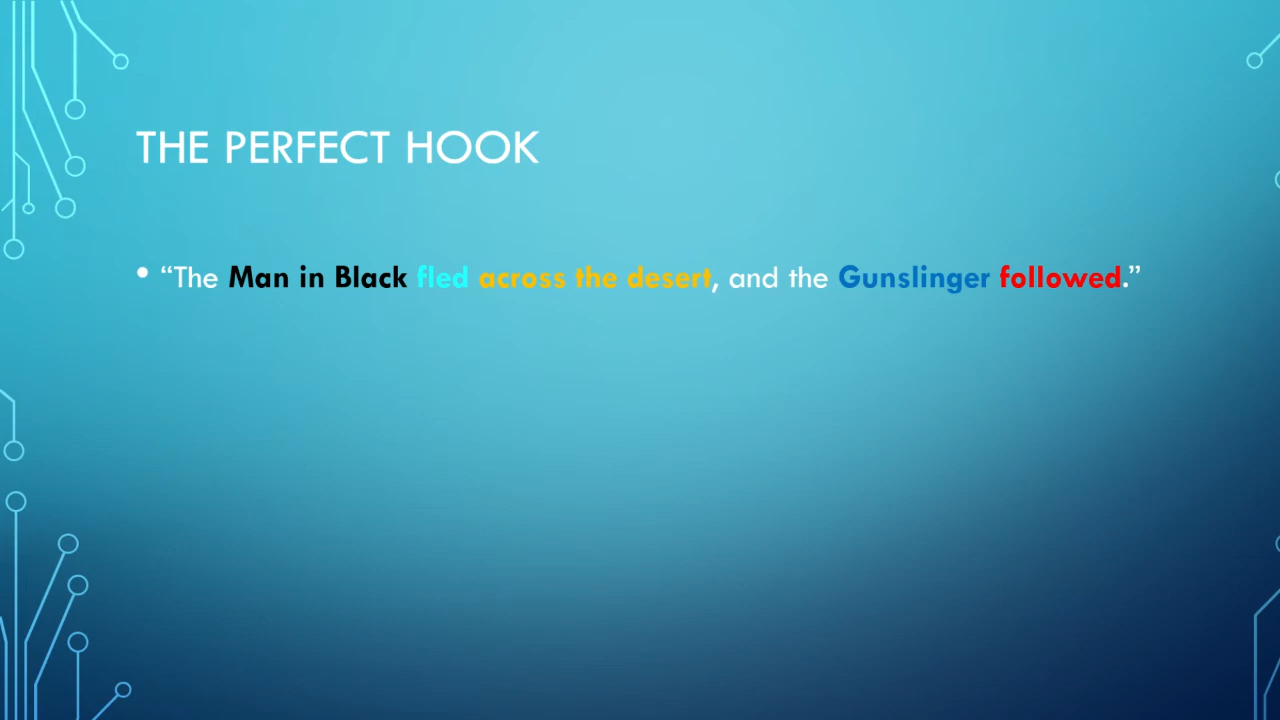 THE PERFECT HOOK
• “The Man in Black fled across the desert, and the Gunslinger followed.”